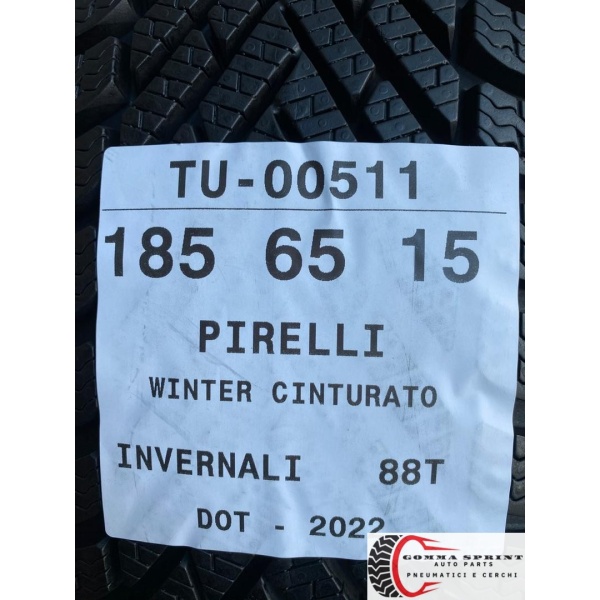 TU-00511
185 65 15
PIRELLI
WINTER CINTURATO
INVERNALI 88T
DOT - 2022
GOMMA SPRINT
AUTO PARTS
PNEUMATICI E CERCHI